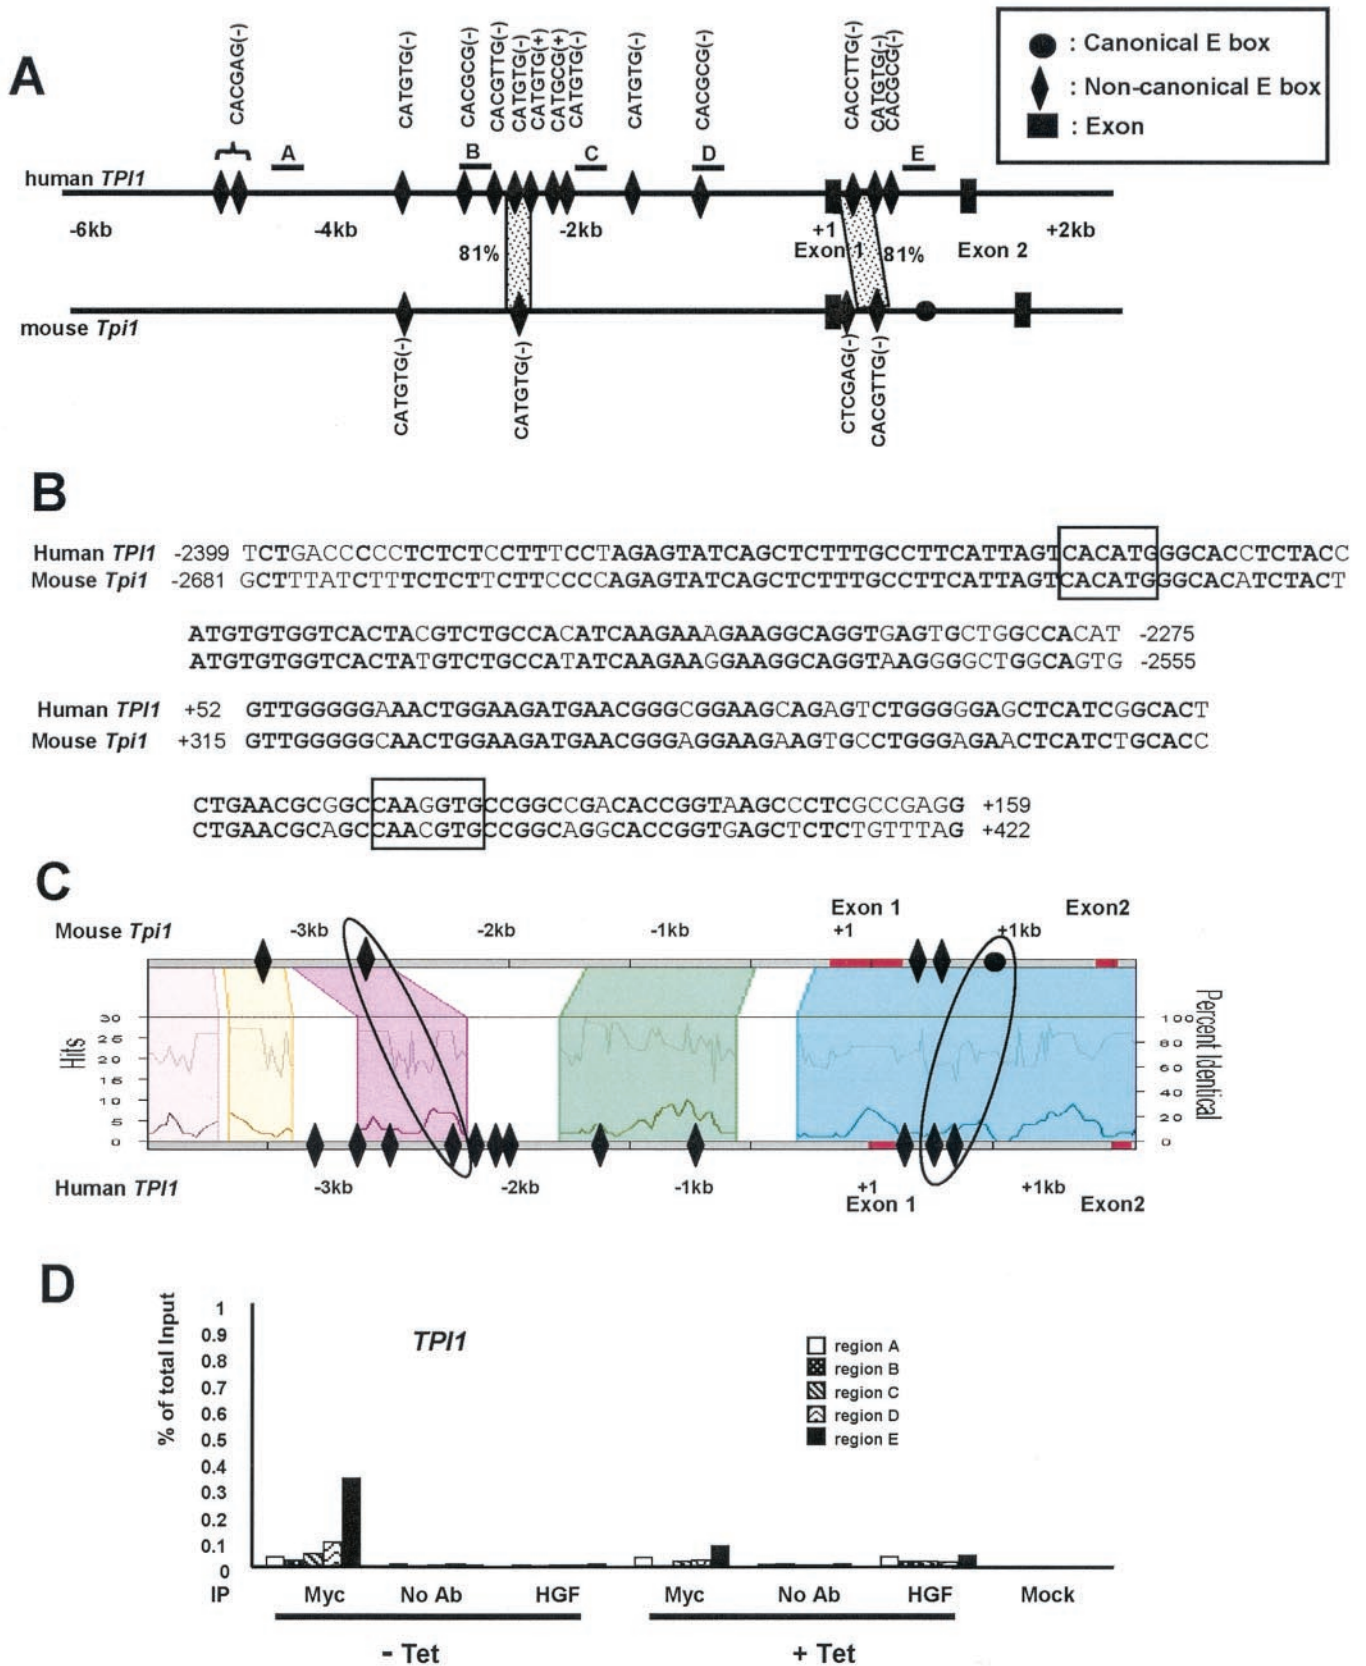 A
CACGAG(-)
CATGTG(-)
CACGCG(-)
CACGTTG(-)
CATGTG(-)
CATGTG(+)
CATGCG(+)
CATGTG(-)
CATGTG(-)
CACGCG(-)
CACCTTG(-)
CATGTG(-)
CACGCG(-)
: Canonical E box
: Non-canonical E box
: Exon
A B C D E
human TPI1
-6kb -4kb -2kb +1 +2kb
81% Exon 1 81% Exon 2
mouse Tpi1
CATGTG(-)
CATGTG(-)
CTCGAG(-)
CACGTTG(-)
B
Human TPI1 -2399 TCTGACCCCCTCTCTCCTTTCCTAGAGTATCAGCTCTTTGCCTTCATTAGTCACATGGGCACCTCTACC
Mouse Tpi1 -2681 GCTTTATCTTTCTCTTCTTCCCCAGAGTATCAGCTCTTTGCCTTCATTAGTCACATGGGCACATCTACT
ATGTGTGGTCACTACGTCTGCCACATCAAGAAAGAAGGCAGGTGAGTGCTGGCCACAT -2275
ATGTGTGGTCACTATGTCTGCCATATCAAGAAGGAAGGCAGGTAAGGGGCTGGCAGTG -2555
Human TPI1 +52 GTTGGGGGAAACTGGAAGATGAACGGGCGGAAGCAGAGTCTGGGGGAGCTCATCGGCACT
Mouse Tpi1 +315 GTTGGGGGCAACTGGAAGATGAACGGGAGGAAGAAGTGCCTGGGAGAACTCATCTGCACC
CTGAACGCGGCCAAGGTGCCGGCCGACACCGGTAAGCCCTCGCCGAGG +159
CTGAACGCAGCCAACGTGCCGGCAGGCACCGGTGAGCTCTCTGTTTAG +422
C
Exon 1 Exon2
Mouse Tpi1 -3kb -2kb -1kb +1 +1kb
Hits
30
25
20
15
10
5
0
100
80
60
40
20
0
Percent Identical
Human TPI1 -3kb -2kb -1kb +1 +1kb
Exon 1 Exon2
D
% of total Input
1
0.9
0.8
0.7
0.6
0.5
0.4
0.3
0.2
0.1
0
TPI1
region A
region B
region C
region D
region E
IP Myc No Ab HGF Myc No Ab HGF Mock
- Tet + Tet